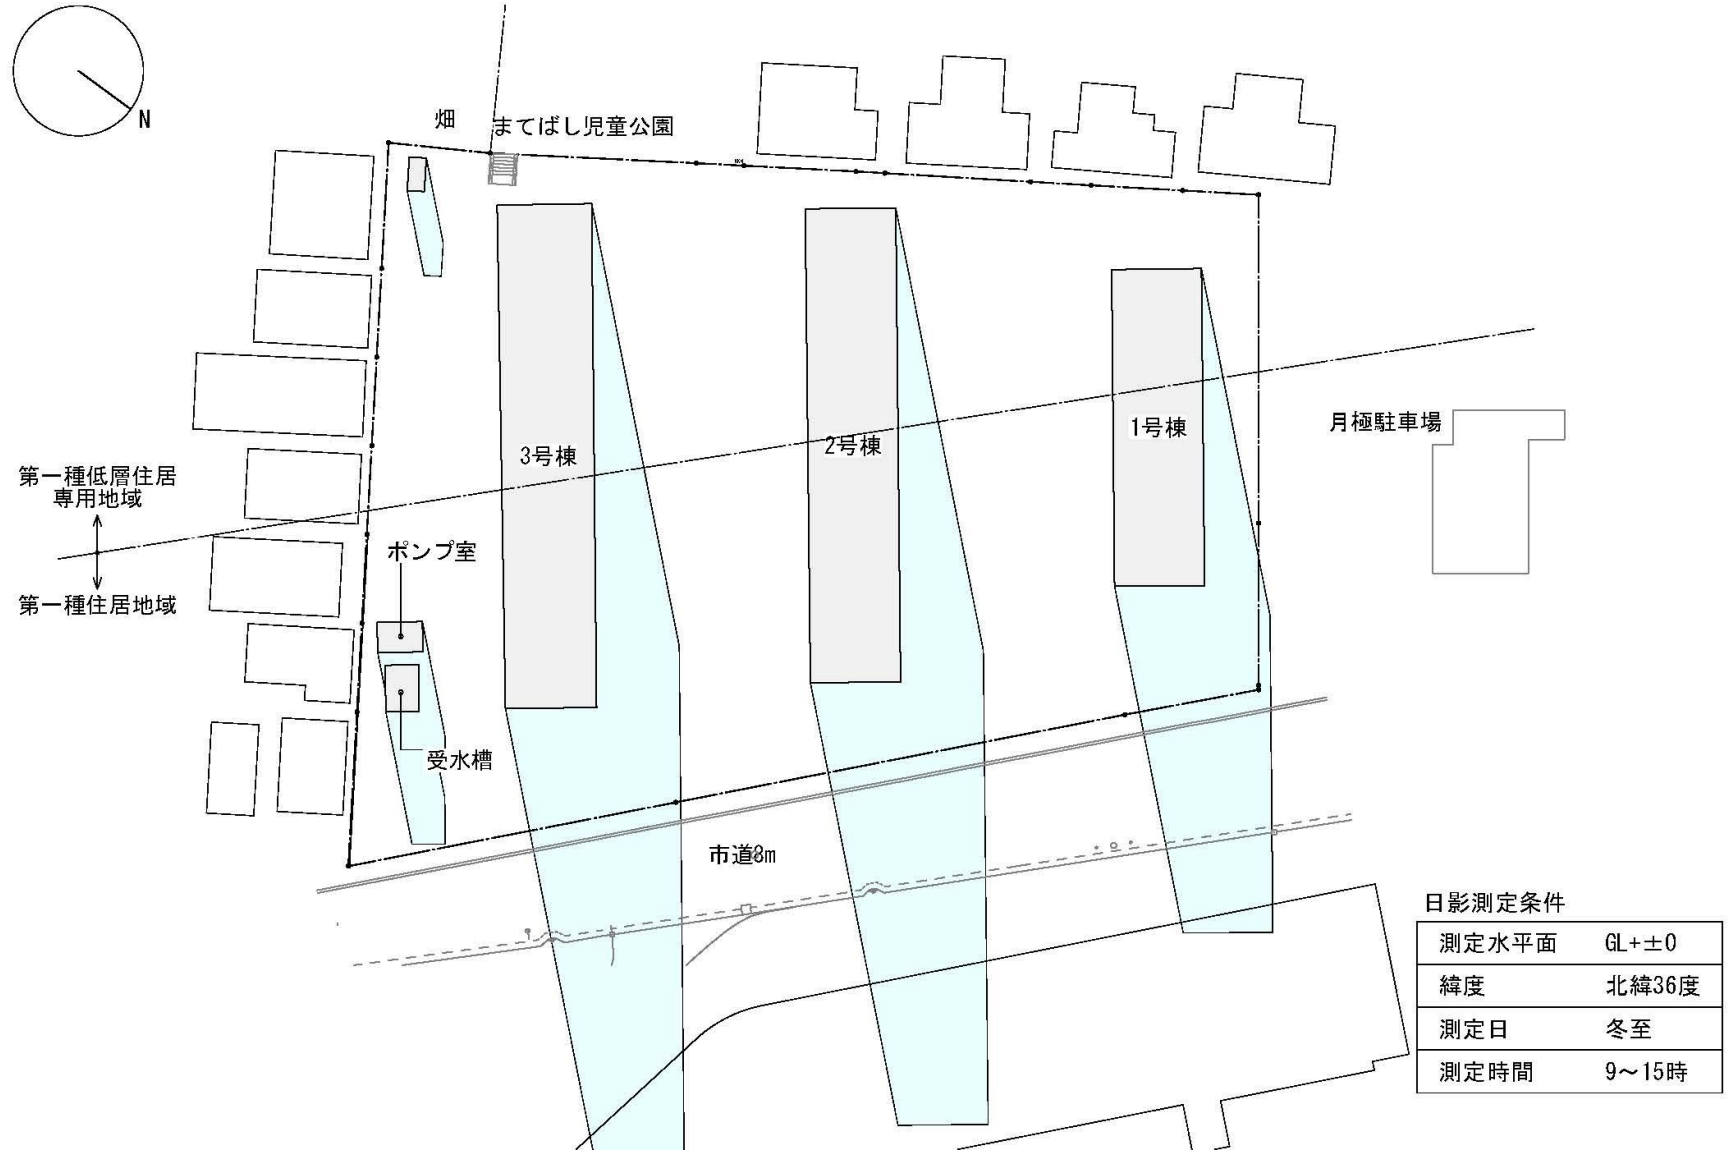 N
畑
まてばし児童公園
3号棟
2号棟
1号棟
月極駐車場
第一種低層住居
専用地域
第一種住居地域
ポンプ室
受水槽
市道8m
日影測定条件
測定水平面 GL+±0
緯度 北緯36度
測定日 冬至
測定時間 9～15時